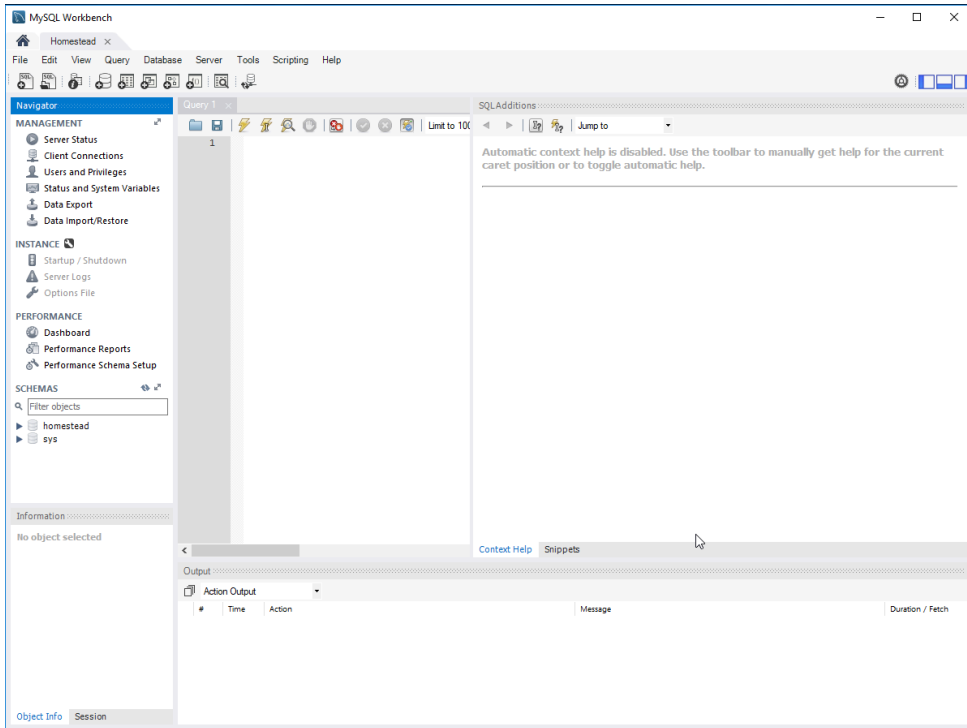 MySQL Workbench
Homestead
File Edit View Query Database Server Tools Scripting Help
Navigator
MANAGEMENT
Server Status
Client Connections
Users and Privileges
Status and System Variables
Data Export
Data Import/Restore
INSTANCE
Startup / Shutdown
Server Logs
Options File
PERFORMANCE
Dashboard
Performance Reports
Performance Schema Setup
SCHEMAS
Filter objects
homestead
sys
Information
No object selected
Object Info Session
Query 1
Limit to 100
1
SQLAdditions
Jump to
Automatic context help is disabled. Use the toolbar to manually get help for the current
caret position or to toggle automatic help.
Context Help Snippets
Output
Action Output
# Time Action Message Duration / Fetch